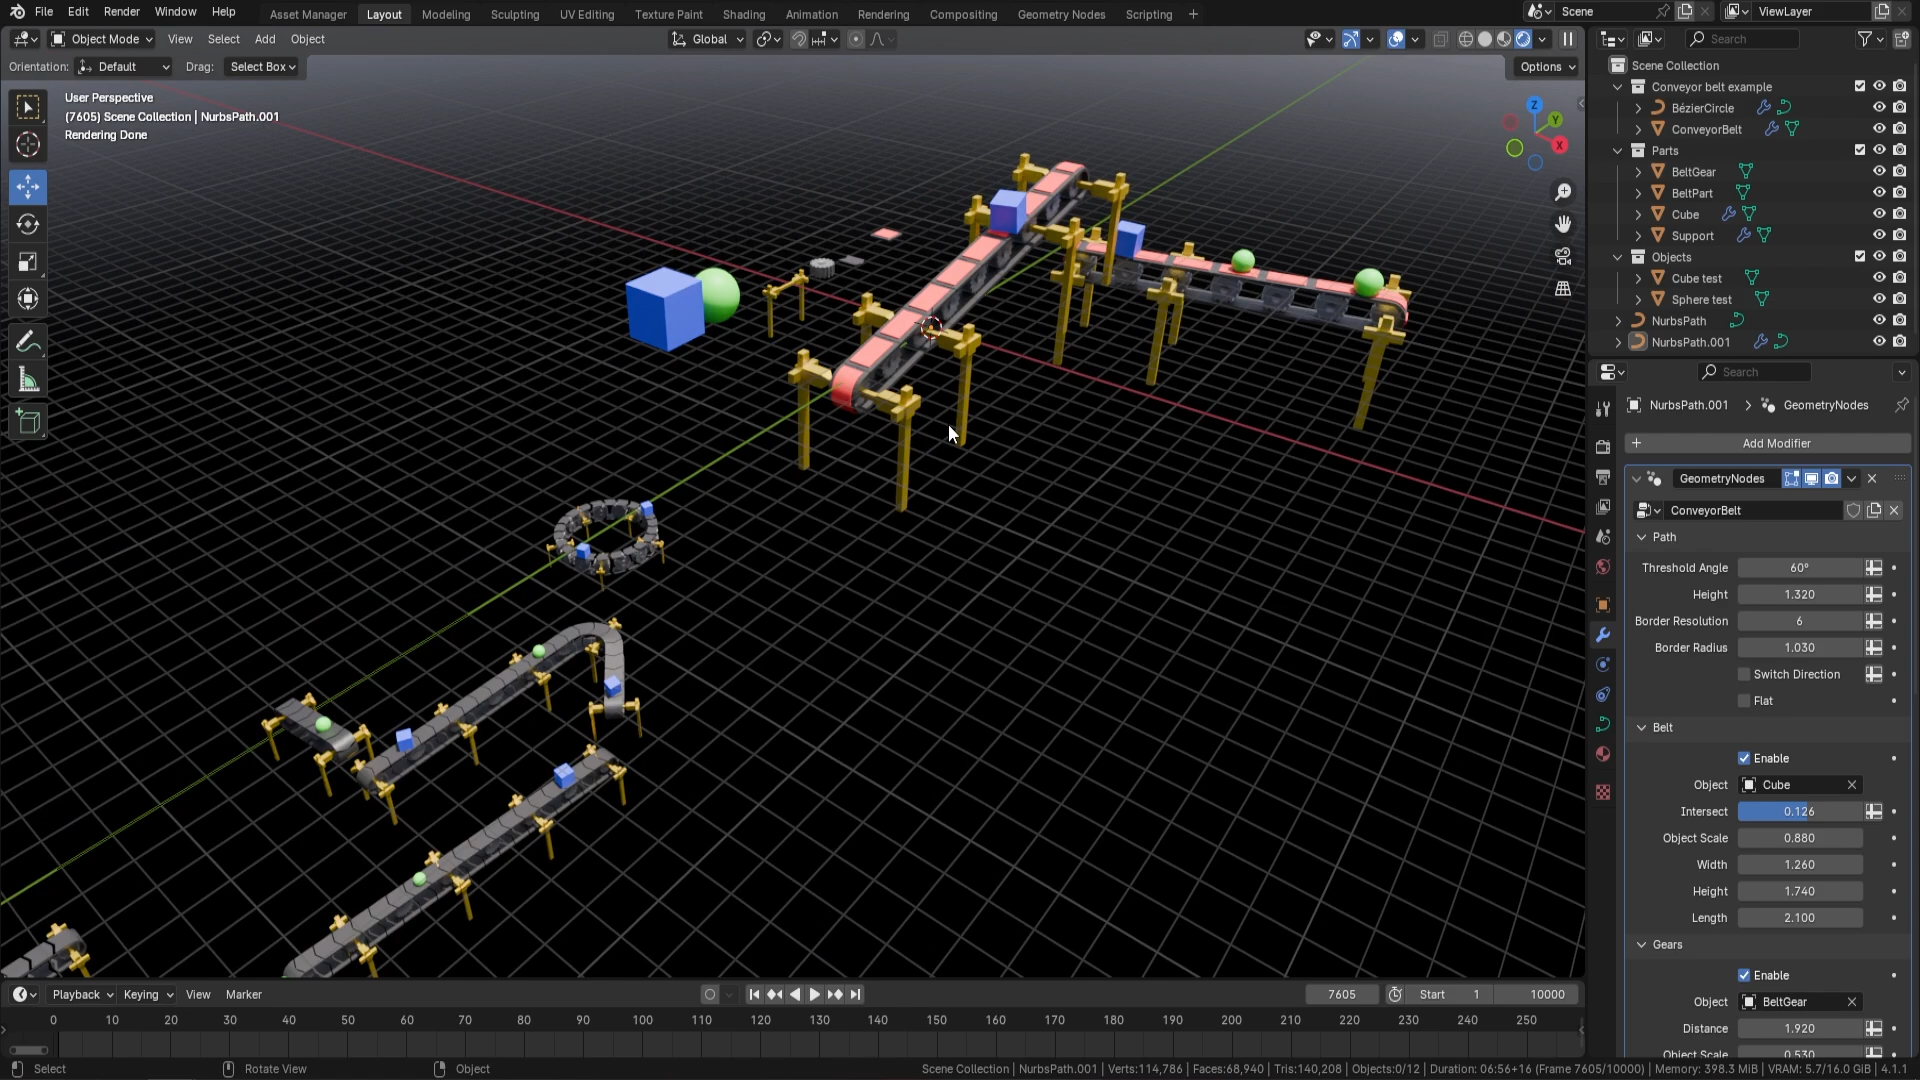 File Edit Render Window Help Asset Manager Layout Modeling Sculpting UV Editing Texture Paint Shading Animation Rendering Compositing Geometry Nodes Scripting + Scene ViewLayer
Object Mode View Select Add Object Global Search
Orientation: Default Drag: Select Box Options
User Perspective
(7605) Scene Collection | NurbsPath.001
Rendering Done
Z
Y
X
Scene Collection
Conveyor belt example
BézierCircle
ConveyorBelt
Parts
BeltGear
BeltPart
Cube
Support
Objects
Cube test
Sphere test
NurbsPath
NurbsPath.001
Search
NurbsPath.001 > GeometryNodes
+ Add Modifier
GeometryNodes
ConveyorBelt
Path
Threshold Angle 60°
Height 1.320
Border Resolution 6
Border Radius 1.030
Switch Direction
Flat
Belt
Enable
Object Cube
Intersect 0.126
Object Scale 0.880
Width 1.260
Height 1.740
Length 2.100
Gears
Enable
Object BeltGear
Distance 1.920
Object Scale 0.530
Playback Keying View Marker 7605 Start 1 10000
0 10 20 30 40 50 60 70 80 90 100 110 120 130 140 150 160 170 180 190 200 210 220 230 240 250
Select Rotate View Object Scene Collection | NurbsPath.001 | Verts:114,786 | Faces:68,940 | Tris:140,208 | Objects:0/12 | Duration: 06:56+16 (Frame 7605/10000) | Memory: 398.3 MiB | VRAM: 5.7/16.0 GiB | 4.1.1